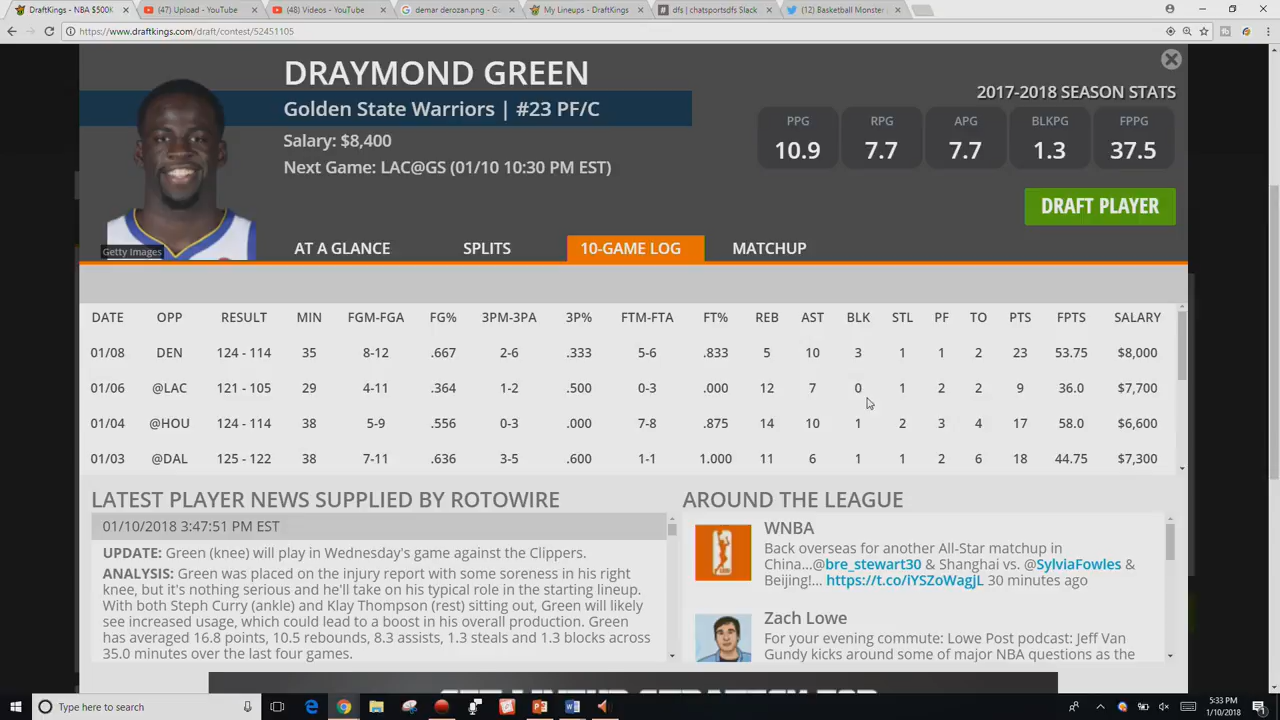 DraftKings - NBA $500K
(47) Upload - YouTube
(48) Videos - YouTube
demar derozan.png - G
My Lineups - DraftKings
dfs | chatsportsdfs Slack
(12) Basketball Monster
https://www.draftkings.com/draft/contest/52451105
DRAYMOND GREEN
Golden State Warriors | #23 PF/C
Salary: $8,400
Next Game: LAC@GS (01/10 10:30 PM EST)
Getty Images
2017-2018 SEASON STATS
PPG RPG APG BLKPG FPPG
10.9 7.7 7.7 1.3 37.5
DRAFT PLAYER
AT A GLANCE SPLITS 10-GAME LOG MATCHUP
DATE OPP RESULT MIN FGM-FGA FG% 3PM-3PA 3P% FTM-FTA FT% REB AST BLK STL PF TO PTS FPTS SALARY
01/08 DEN 124 - 114 35 8-12 .667 2-6 .333 5-6 .833 5 10 3 1 1 2 23 53.75 $8,000
01/06 @LAC 121 - 105 29 4-11 .364 1-2 .500 0-3 .000 12 7 0 1 2 2 9 36.0 $7,700
01/04 @HOU 124 - 114 38 5-9 .556 0-3 .000 7-8 .875 14 10 1 2 3 4 17 58.0 $6,600
01/03 @DAL 125 - 122 38 7-11 .636 3-5 .600 1-1 1.000 11 6 1 1 2 6 18 44.75 $7,300
LATEST PLAYER NEWS SUPPLIED BY ROTOWIRE
01/10/2018 3:47:51 PM EST
UPDATE: Green (knee) will play in Wednesday's game against the Clippers.
ANALYSIS: Green was placed on the injury report with some soreness in his right
knee, but it's nothing serious and he'll take on his typical role in the starting lineup.
With both Steph Curry (ankle) and Klay Thompson (rest) sitting out, Green will likely
see increased usage, which could lead to a boost in his overall production. Green
has averaged 16.8 points, 10.5 rebounds, 8.3 assists, 1.3 steals and 1.3 blocks across
35.0 minutes over the last four games.
AROUND THE LEAGUE
WNBA
Back overseas for another All-Star matchup in
China...@bre_stewart30 & Shanghai vs. @SylviaFowles &
Beijing!... https://t.co/iYSZoWagjL 30 minutes ago
Zach Lowe
For your evening commute: Lowe Post podcast: Jeff Van
Gundy kicks around some of major NBA questions as the
Type here to search
5:33 PM
1/10/2018